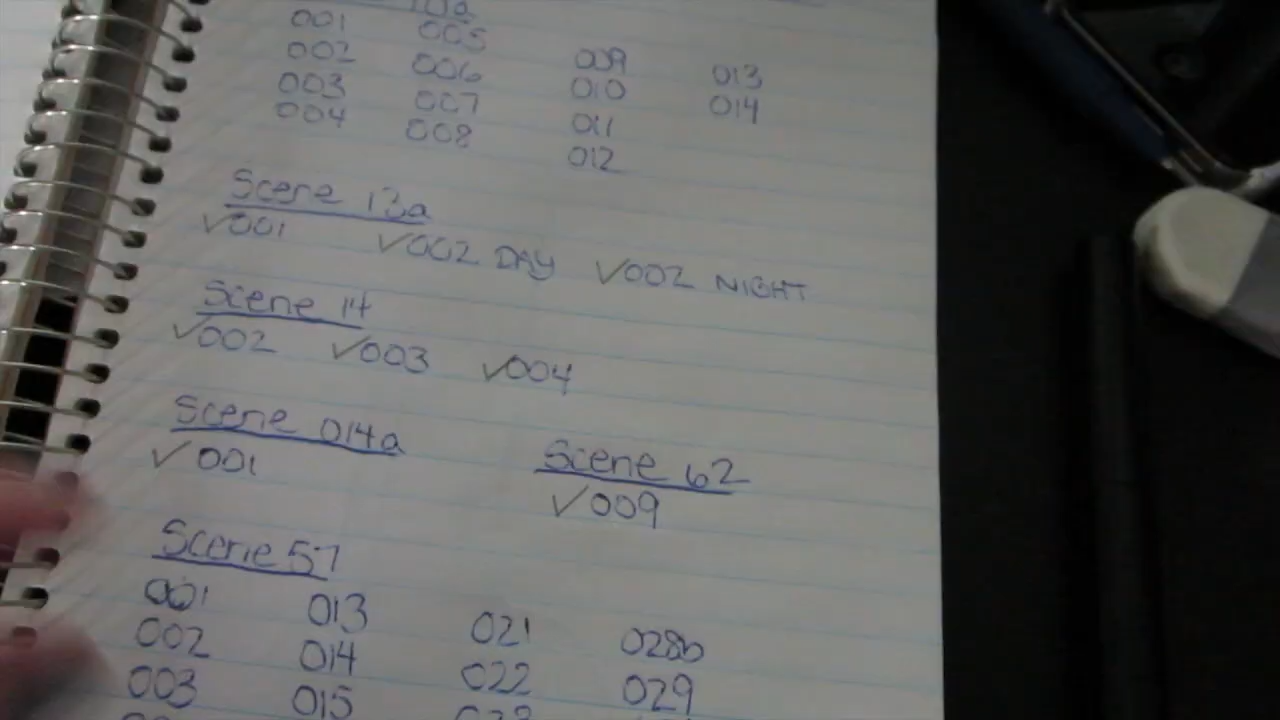 001 005 009 013
002 006 010 014
003 007 011
004 008 012
Scene 13a
✓001 ✓002 DAY ✓002 NIGHT
Scene 14
✓002 ✓003 ✓004
Scene 014a
✓ 001
Scene 62
✓009
Scene 57
001 013 021 028b
002 014 022 029
003 015